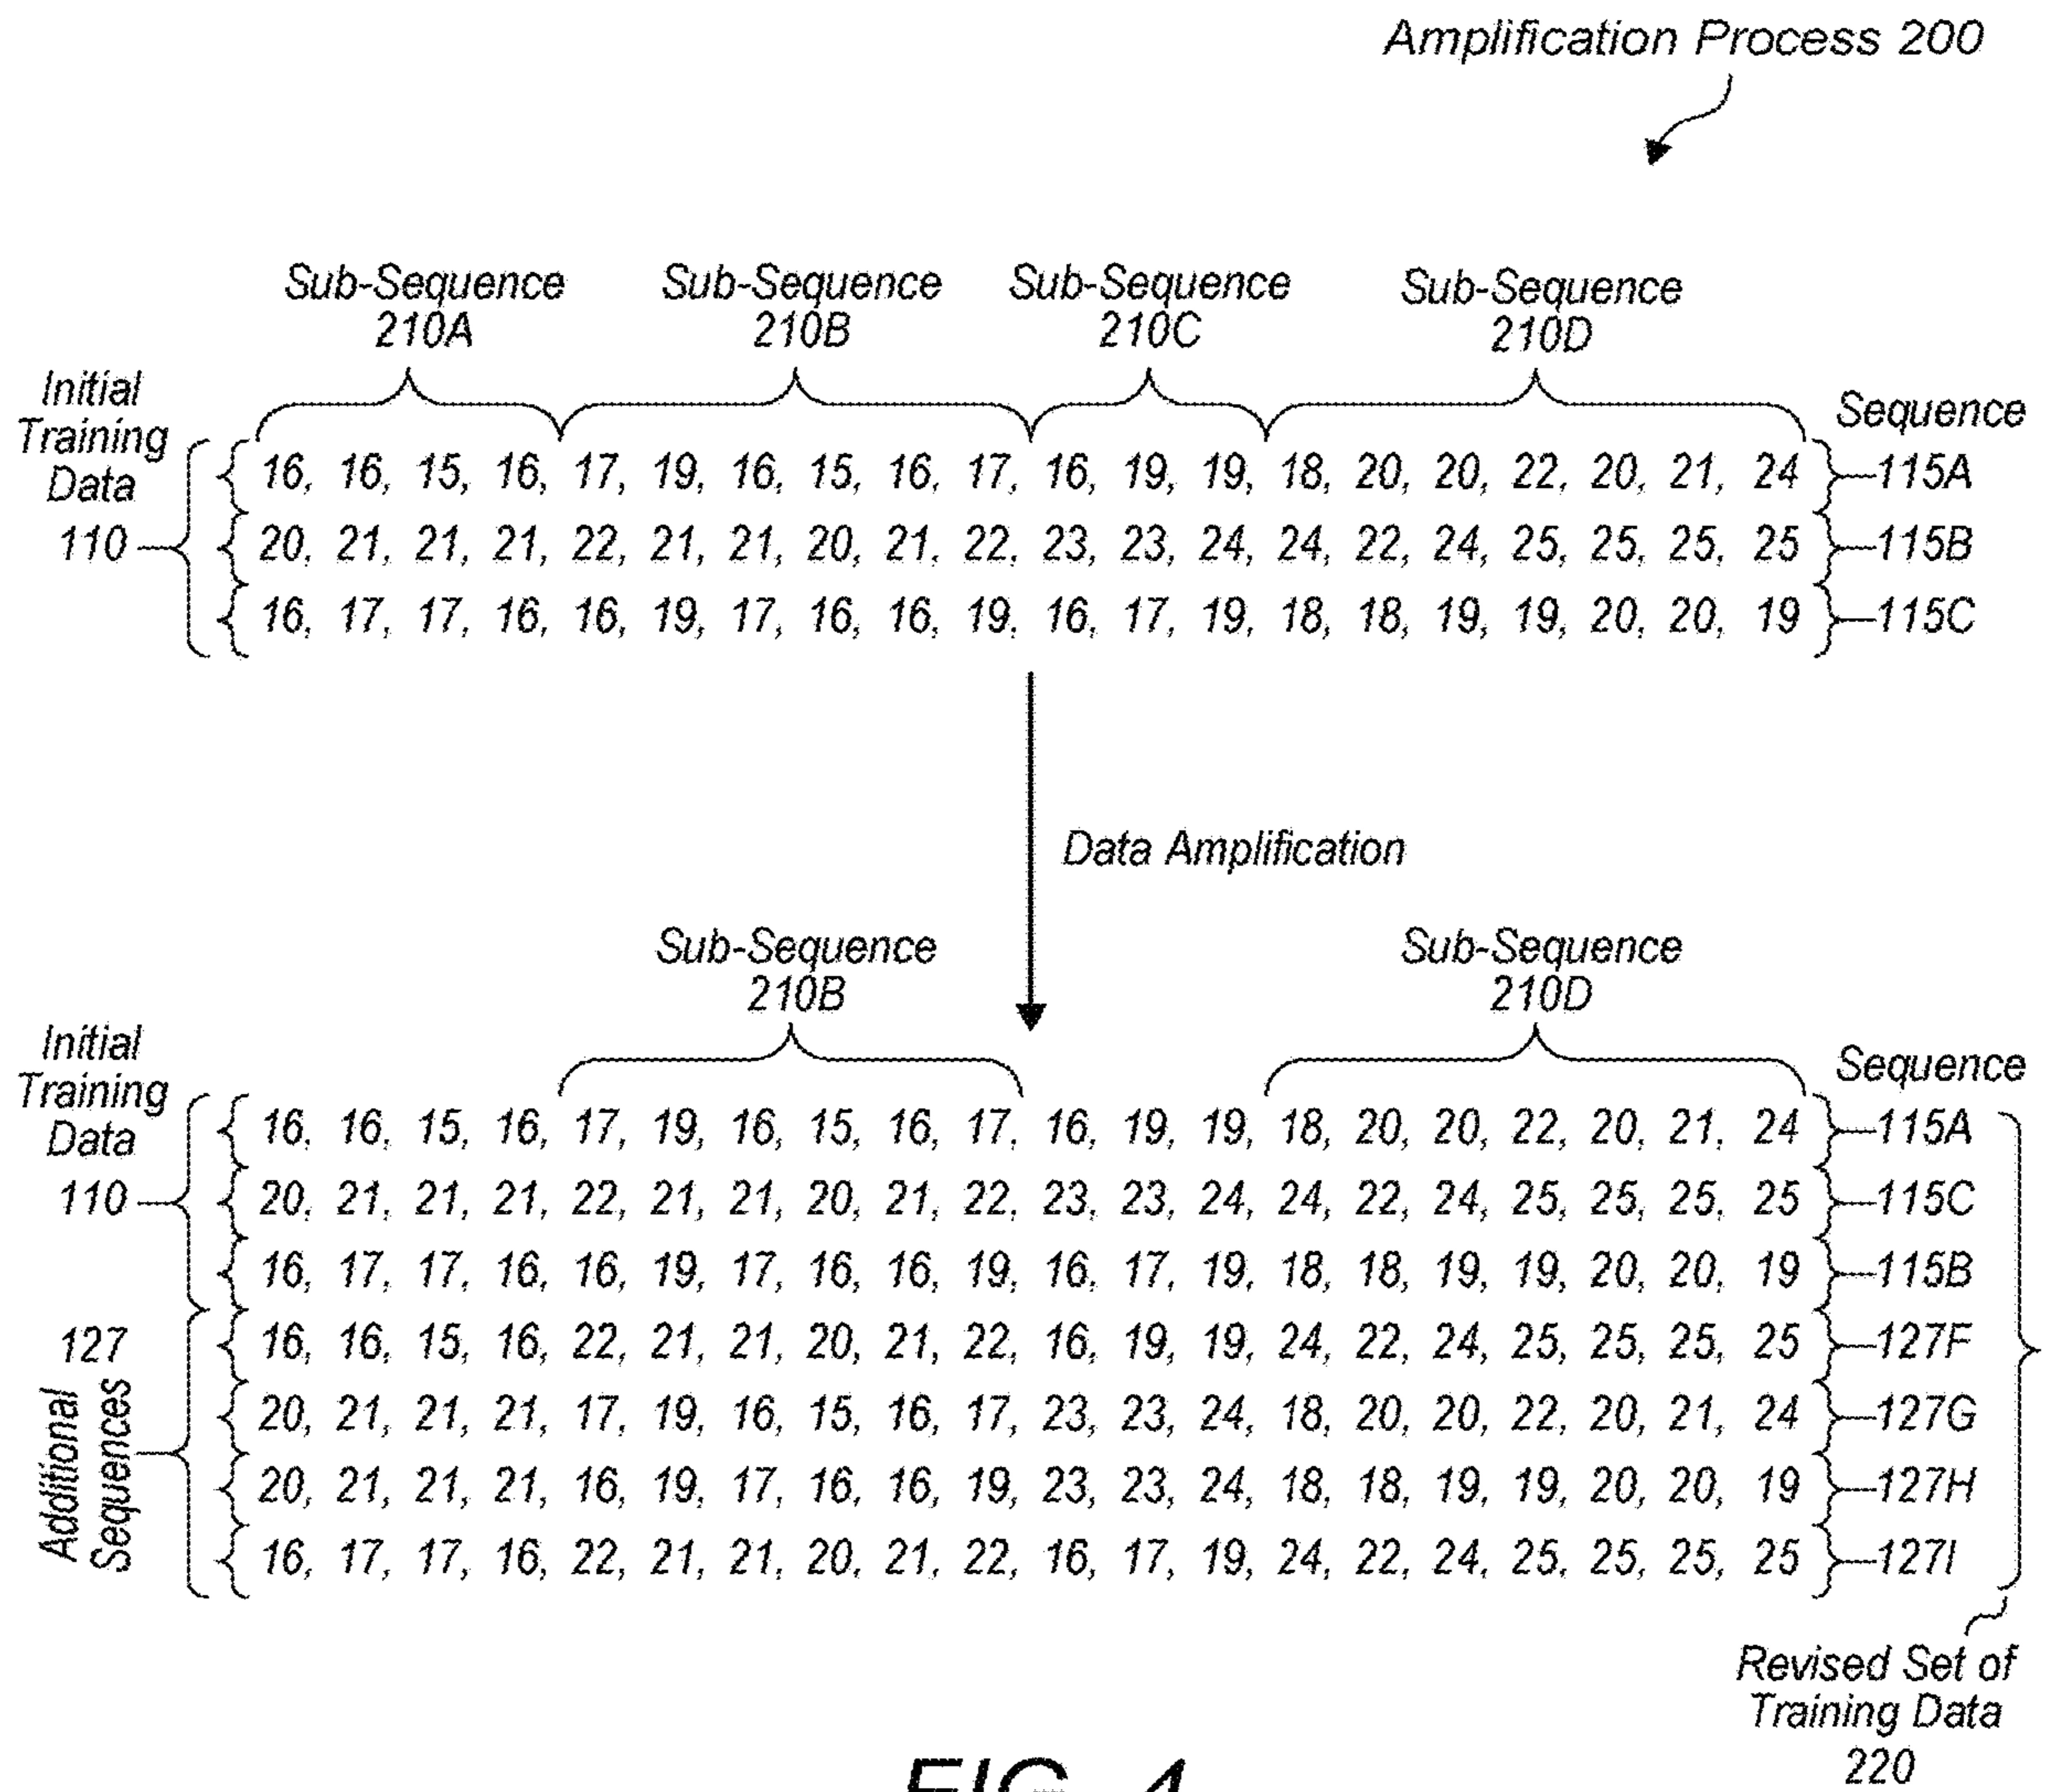 Amplification Process 200
Sub-Sequence 210A
Sub-Sequence 210B
Sub-Sequence 210C
Sub-Sequence 210D
Initial Training Data 110
Sequence
16, 16, 15, 16, 17, 19, 16, 15, 16, 17, 16, 19, 19, 18, 20, 20, 22, 20, 21, 24 115A
20, 21, 21, 21, 22, 21, 21, 20, 21, 22, 23, 23, 24, 24, 22, 24, 25, 25, 25, 25 115B
16, 17, 17, 16, 16, 19, 17, 16, 16, 19, 16, 17, 19, 18, 18, 19, 19, 20, 20, 19 115C
Data Amplification
Sub-Sequence 210B
Sub-Sequence 210D
Initial Training Data 110
Sequence
16, 16, 15, 16, 17, 19, 16, 15, 16, 17, 16, 19, 19, 18, 20, 20, 22, 20, 21, 24 115A
20, 21, 21, 21, 22, 21, 21, 20, 21, 22, 23, 23, 24, 24, 22, 24, 25, 25, 25, 25 115C
16, 17, 17, 16, 16, 19, 17, 16, 16, 19, 16, 17, 19, 18, 18, 19, 19, 20, 20, 19 115B
127 Additional Sequences
16, 16, 15, 16, 22, 21, 21, 20, 21, 22, 16, 19, 19, 24, 22, 24, 25, 25, 25, 25 127F
20, 21, 21, 21, 17, 19, 16, 15, 16, 17, 23, 23, 24, 18, 20, 20, 22, 20, 21, 24 127G
20, 21, 21, 21, 16, 19, 17, 16, 16, 19, 23, 23, 24, 18, 18, 19, 19, 20, 20, 19 127H
16, 17, 17, 16, 22, 21, 21, 20, 21, 22, 16, 17, 19, 24, 22, 24, 25, 25, 25, 25 127I
Revised Set of Training Data 220
FIG. 4